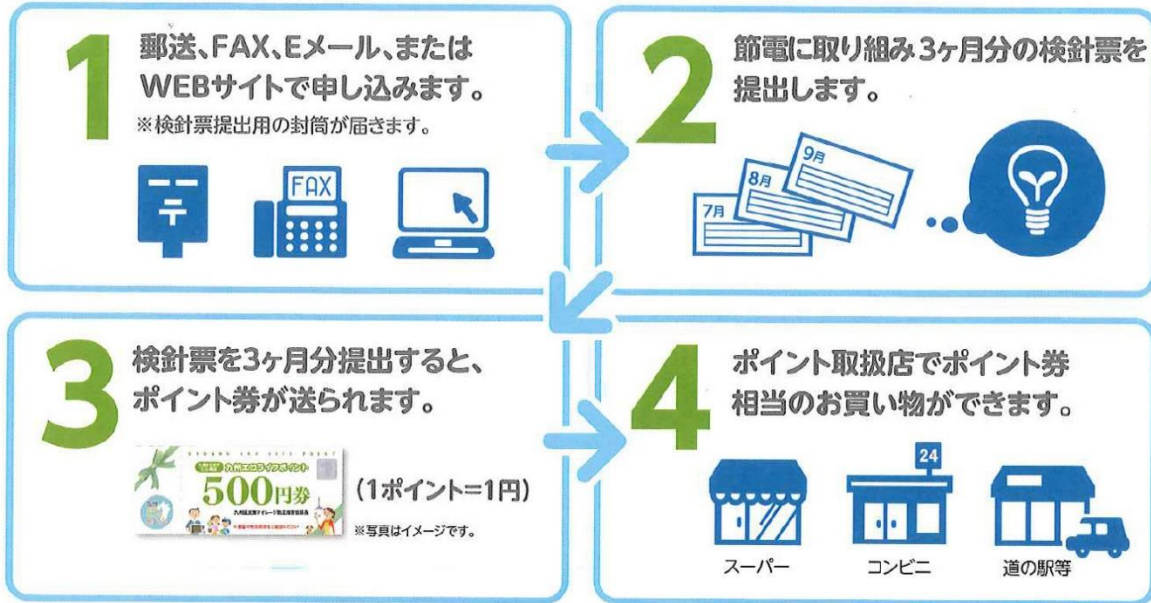 1
郵送、FAX、Eメール、または
WEBサイトで申し込みます。
※検針票提出用の封筒が届きます。
〒
FAX
2
節電に取り組み3ヶ月分の検針票を
提出します。
7月
8月
9月
3
検針票を3ヶ月分提出すると、
ポイント券が送られます。
KYUSHU ECO LIFE POINT
九州エコライフポイント
500円券
(1ポイント=1円)
※写真はイメージです。
4
ポイント取扱店でポイント券
相当のお買い物ができます。
24
スーパー
コンビニ
道の駅等